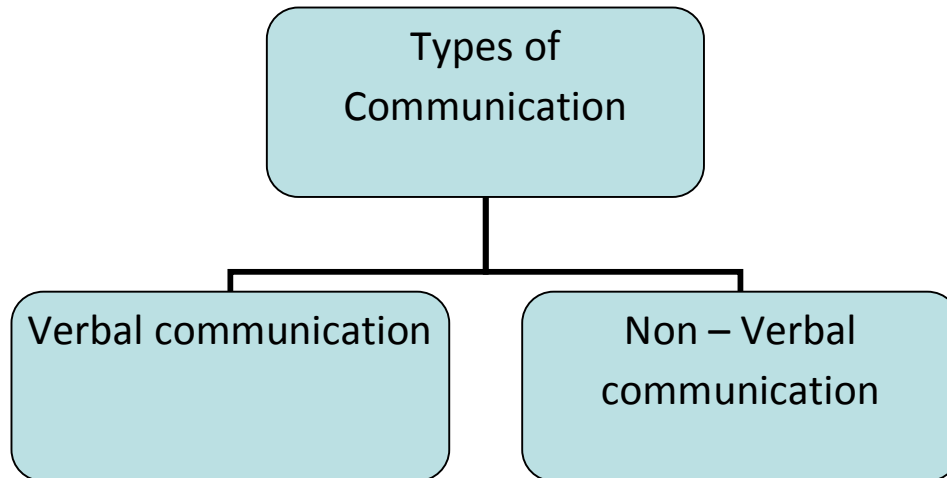 Types of
Communication
Verbal communication
Non – Verbal
communication